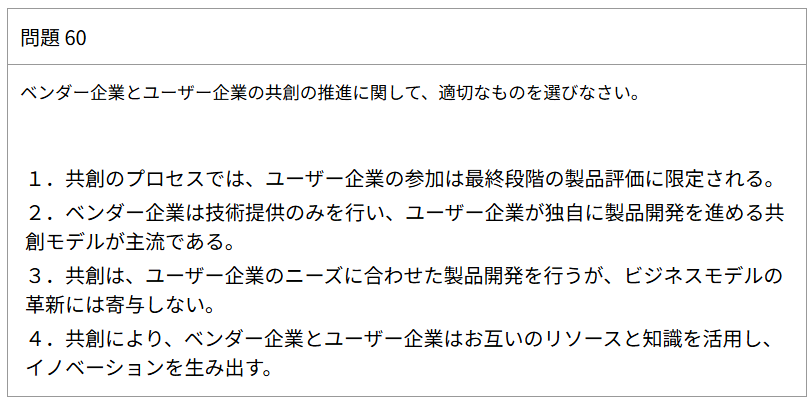 問題 60
ベンダー企業とユーザー企業の共創の推進に関して、適切なものを選びなさい。
１．共創のプロセスでは、ユーザー企業の参加は最終段階の製品評価に限定される。
２．ベンダー企業は技術提供のみを行い、ユーザー企業が独自に製品開発を進める共
創モデルが主流である。
３．共創は、ユーザー企業のニーズに合わせた製品開発を行うが、ビジネスモデルの
革新には寄与しない。
４．共創により、ベンダー企業とユーザー企業はお互いのリソースと知識を活用し、
イノベーションを生み出す。